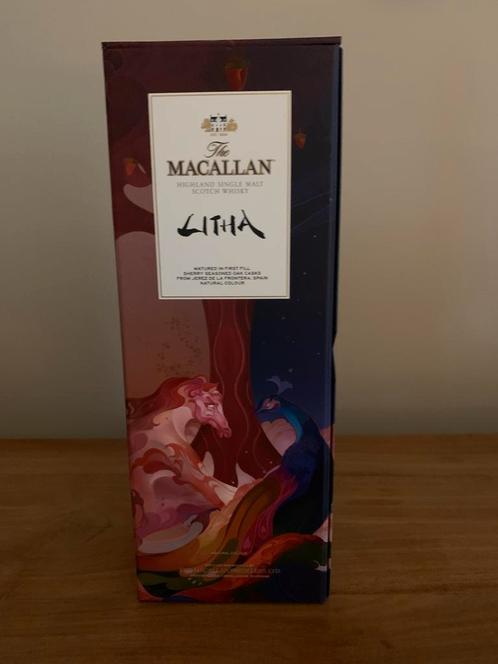 The
MACALLAN
HIGHLAND SINGLE MALT
SCOTCH WHISKY
LITHA
MATURED IN FIRST FILL
SHERRY SEASONED OAK CASKS
FROM JEREZ DE LA FRONTERA, SPAIN
NATURAL COLOUR